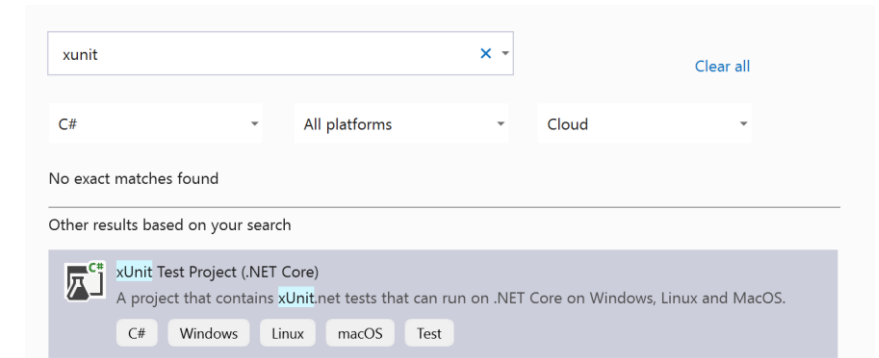 xunit
Clear all
C# All platforms Cloud
No exact matches found
Other results based on your search
C#
xUnit Test Project (.NET Core)
A project that contains xUnit.net tests that can run on .NET Core on Windows, Linux and MacOS.
C# Windows Linux macOS Test